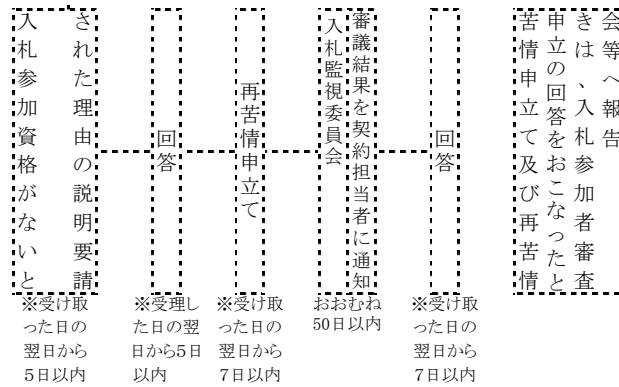 入札参加資格がないと
された理由の説明要請
※受け取
った日の
翌日から
5日以内
回答
※受理し
た日の翌
日から5日
以内
再苦情申立て
※受け取
った日の
翌日から
7日以内
入札監視委員会
審議結果を契約担当者に通知
おおむね
50日以内
回答
※受け取
った日の
翌日から
7日以内
苦情申立て及び再苦情
申立の回答をおこなったと
きは、入札参加者審査
会等へ報告